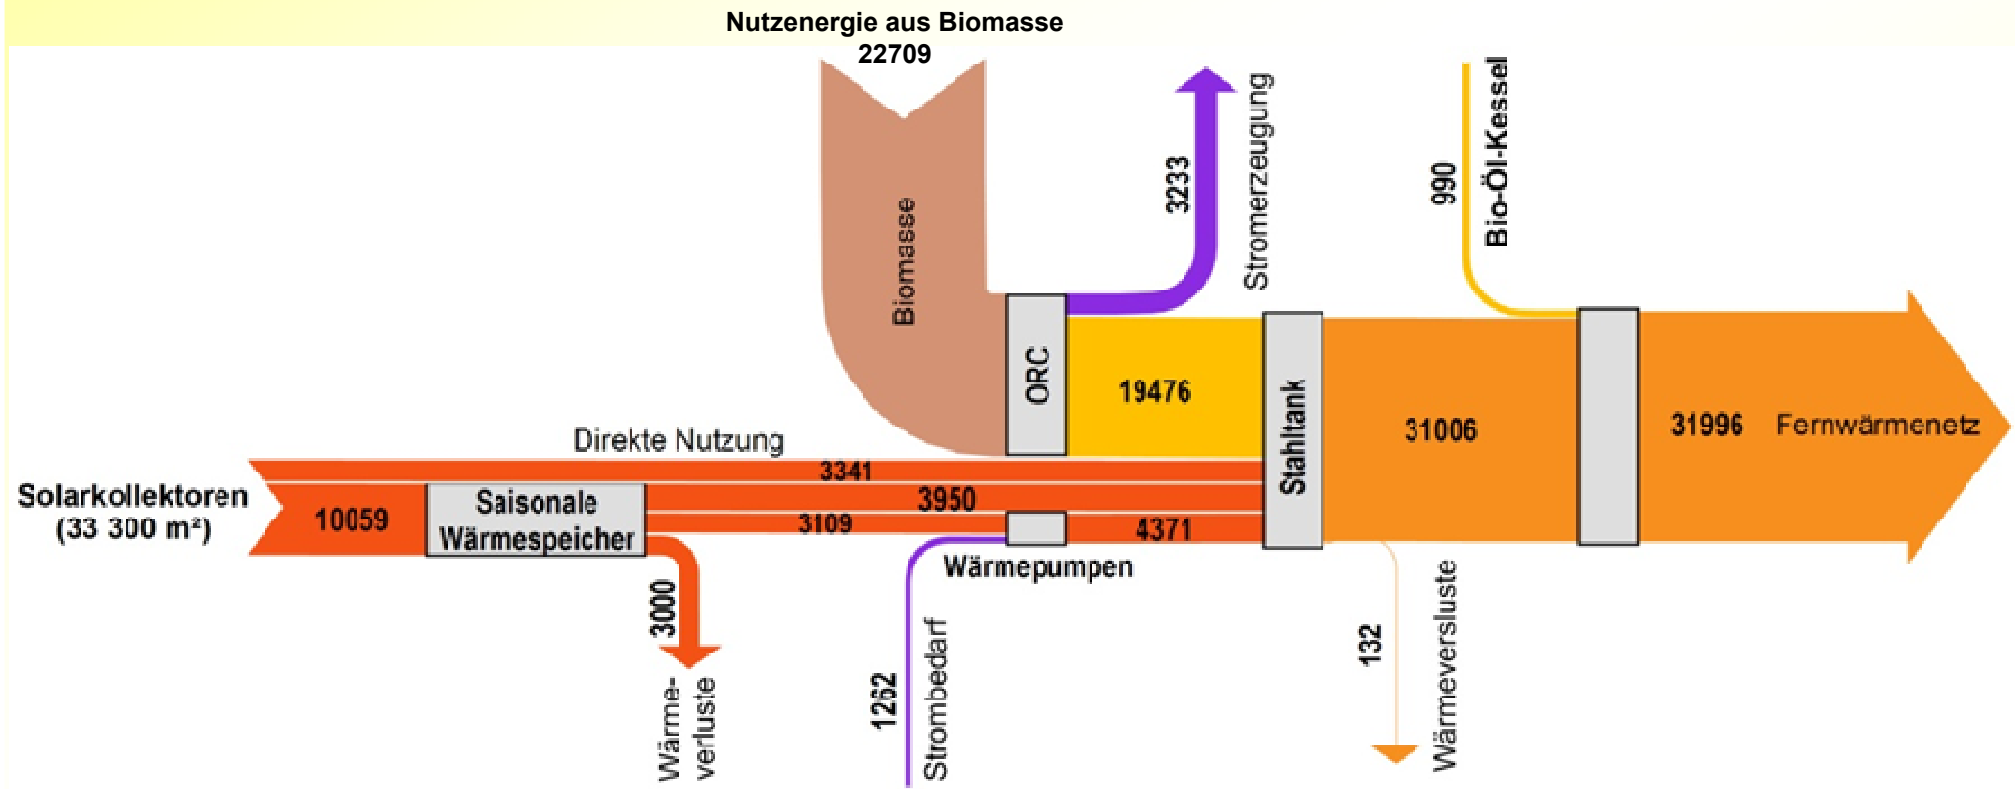 Nutzenergie aus Biomasse
22709
Biomasse
3233
Stromerzeugung
990
Bio-Öl-Kessel
ORC
19476
Stahltank
31006
31996 Fernwärmenetz
Direkte Nutzung
3341
Solarkollektoren
(33 300 m²)
10059
Saisonale
Wärmespeicher
3950
3109
4371
Wärmepumpen
3000
Wärme-
verluste
1262
Strombedarf
132
Wärmeversluste